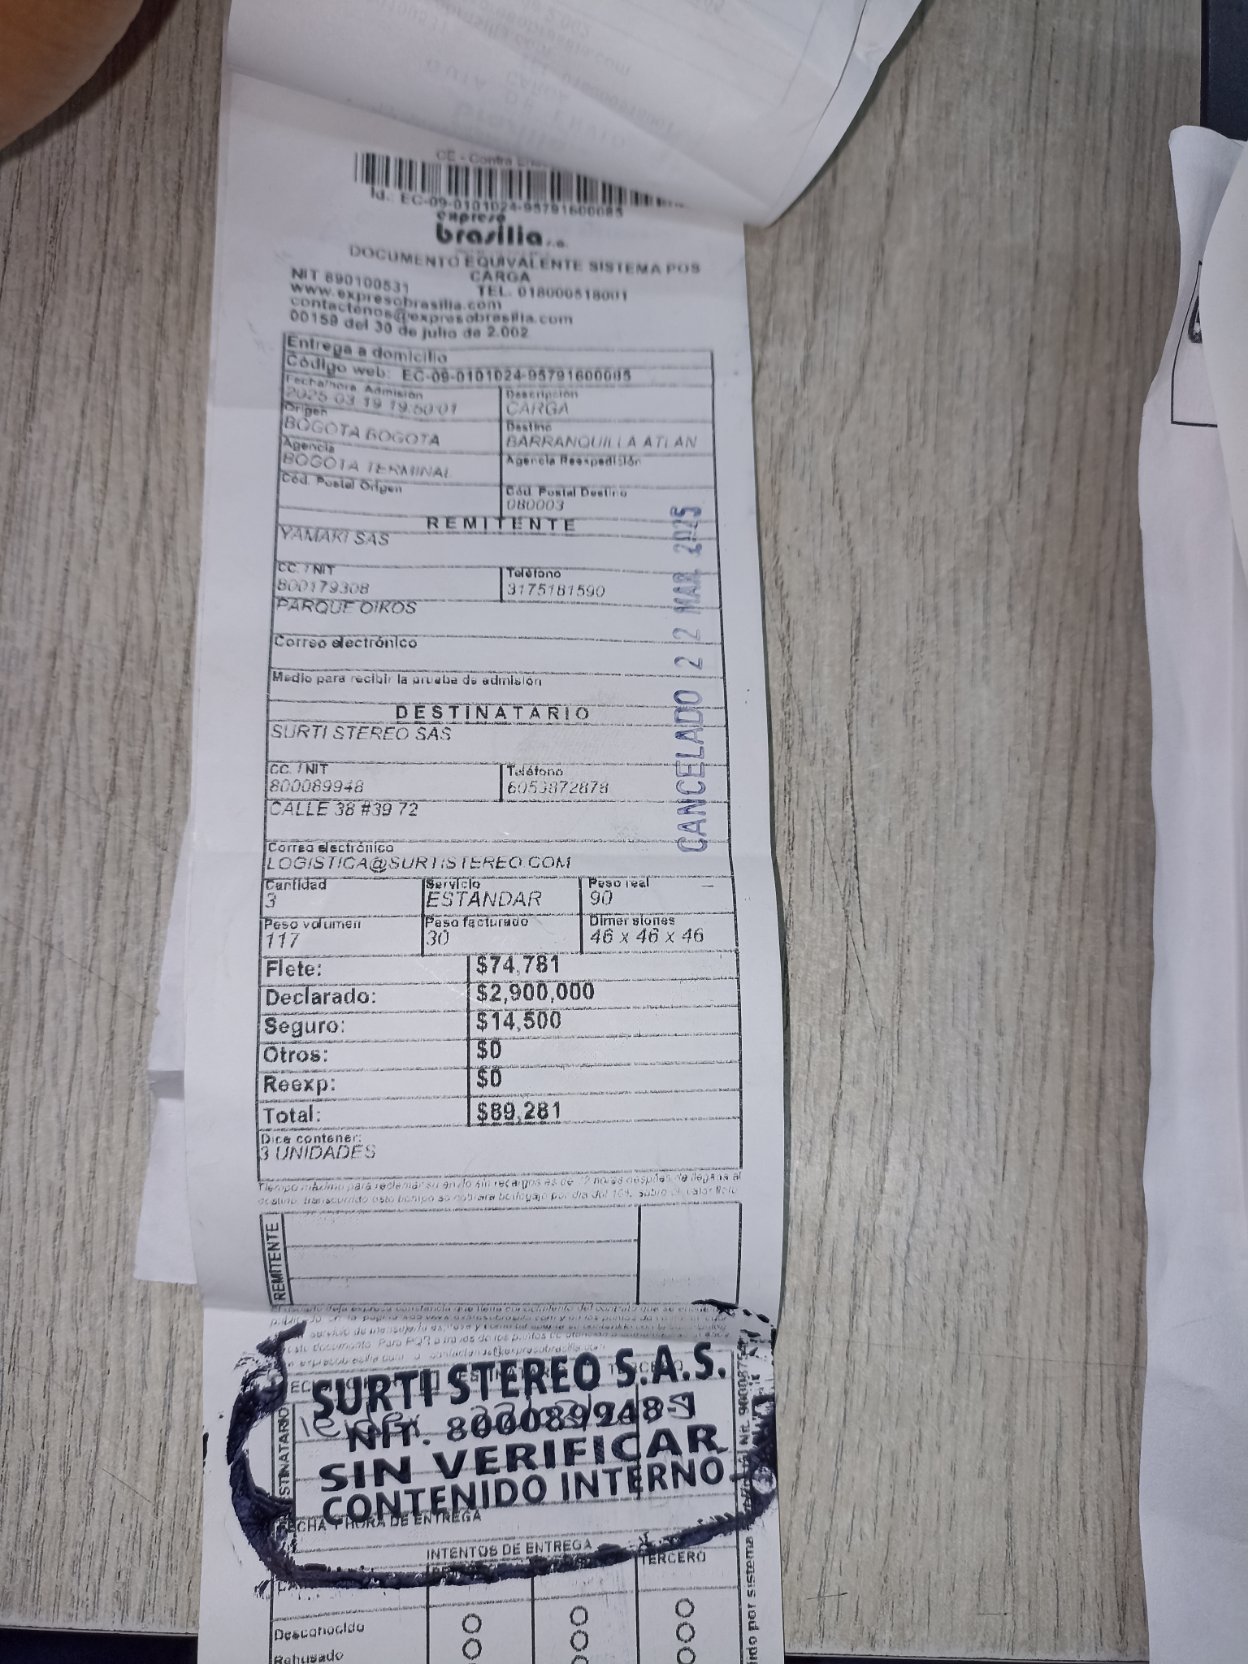 CE - Contra
Id.: EC-09-0101024-95791600085
expreso
brasilia s.a.
DOCUMENTO EQUIVALENTE SISTEMA POS
CARGA
NIT 890100531 TEL. 018000518001
www.expresobrasilia.com
contactenos@expresobrasilia.com
00159 del 30 de julio de 2.002
Entrega a domicilio
Código web: EC-09-0101024-95791600085
Fecha/hora Admisión Descripción
2025-03-19 19:50:01 CARGA
Origen Destino
BOGOTA BOGOTA BARRANQUILLA ATLAN
Agencia Agencia Reexpedisión
BOGOTA TERMINAL
Cód. Postal Origen Cód. Postal Destino
080003
REMITENTE
YAMAKI SAS
CC. / NIT Teléfono
800179308 3175181590
PARQUE OIKOS
Correo electrónico
Medio para recibir la prueba de admisión
CANCELADO 22 MAR. 2025
DESTINATARIO
SURTI STEREO SAS
CC. / NIT Teléfono
800089948 6053872878
CALLE 38 #39 72
Correo electrónico
LOGISTICA@SURTISTEREO.COM
Cantidad Servicio Peso real
3 ESTANDAR 90
Peso volumen Peso facturado Dimensiones
117 30 46 x 46 x 46
Flete: $74,781
Declarado: $2,900,000
Seguro: $14,500
Otros: $0
Reexp: $0
Total: $89,281
Dice contener:
3 UNIDADES
REMITENTE
SURTI STEREO S.A.S.
NIT. 800089948-1
SIN VERIFICAR
CONTENIDO INTERNO
FECHA Y HORA DE ENTREGA
INTENTOS DE ENTREGA
TERCERO
Desconocido
Rehusado